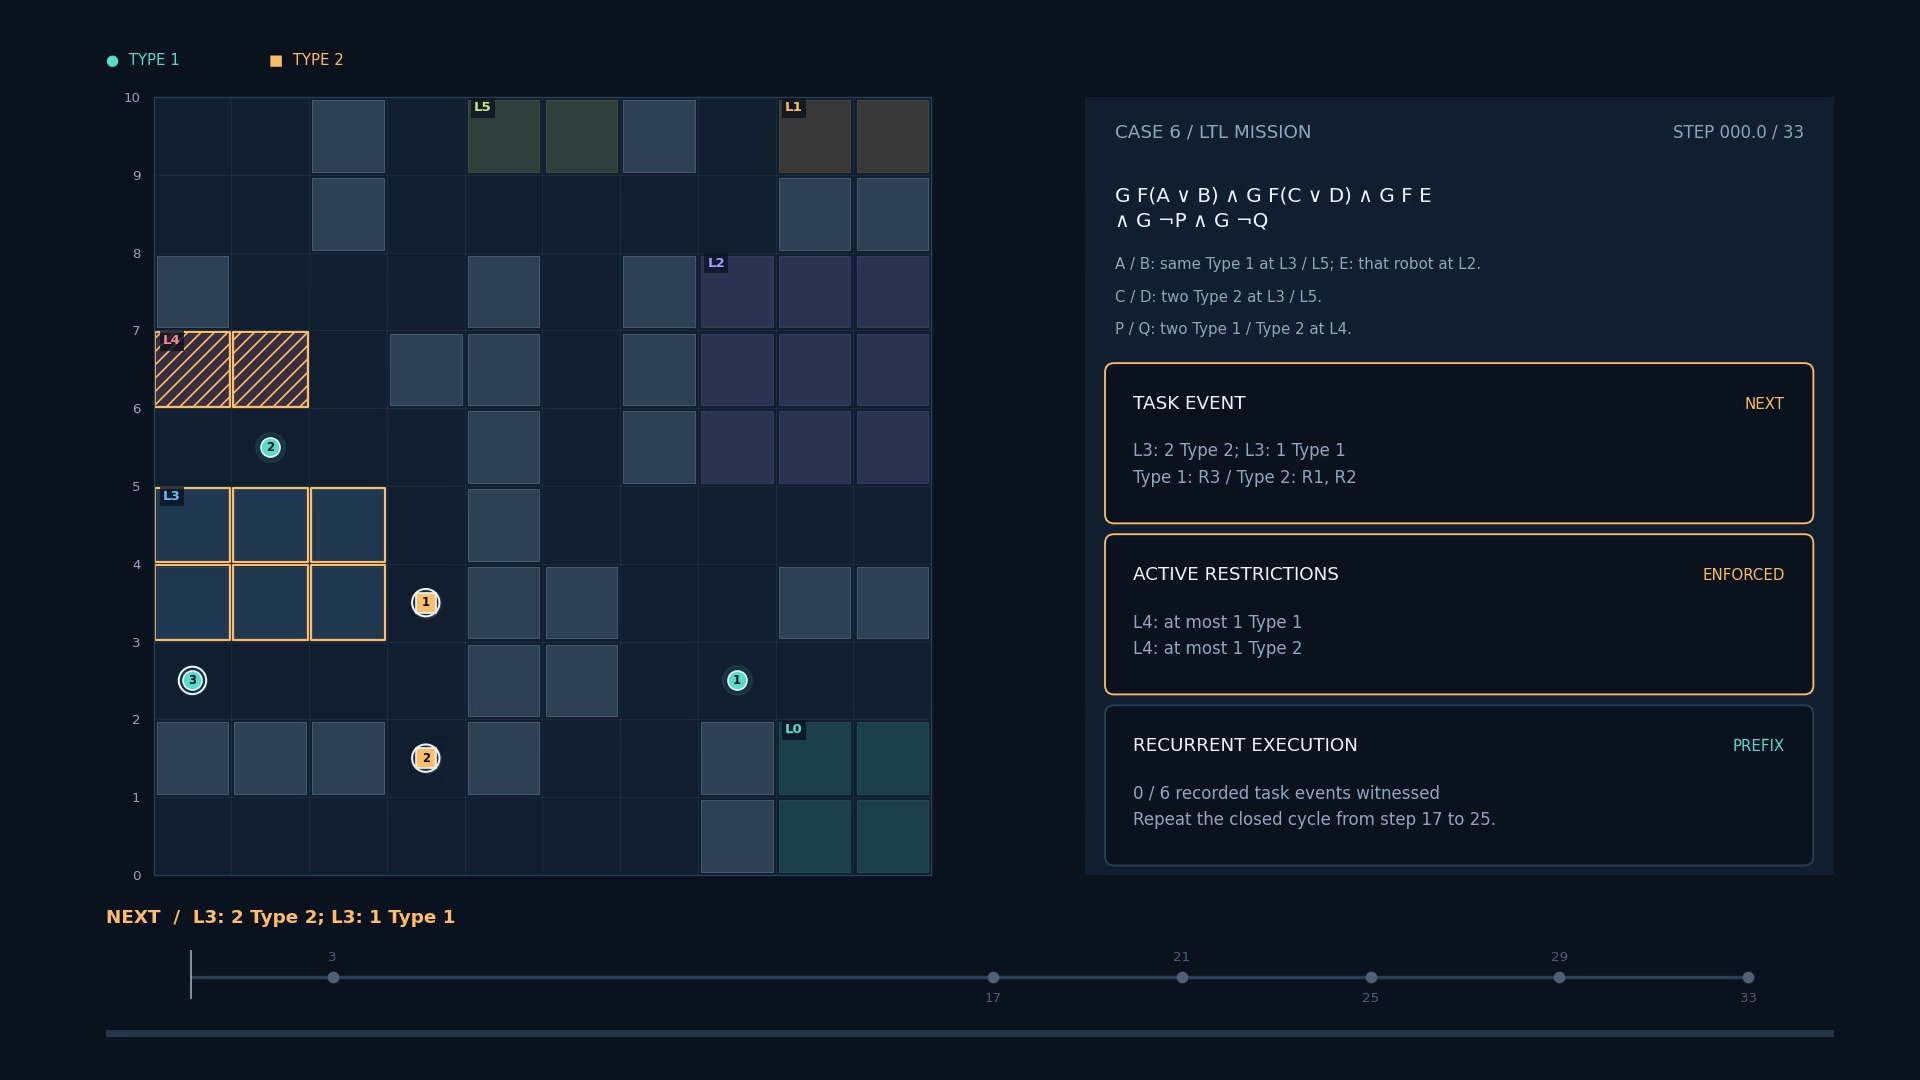 TYPE 1
TYPE 2
10
9
8
7
6
5
4
3
2
1
0
L5
L1
L2
L4
2
L3
1
3
1
2
L0
CASE 6 / LTL MISSION
STEP 000.0 / 33
G F(A ∨ B) ∧ G F(C ∨ D) ∧ G F E
∧ G ¬P ∧ G ¬Q
A / B: same Type 1 at L3 / L5; E: that robot at L2.
C / D: two Type 2 at L3 / L5.
P / Q: two Type 1 / Type 2 at L4.
TASK EVENT
NEXT
L3: 2 Type 2; L3: 1 Type 1
Type 1: R3 / Type 2: R1, R2
ACTIVE RESTRICTIONS
ENFORCED
L4: at most 1 Type 1
L4: at most 1 Type 2
RECURRENT EXECUTION
PREFIX
0 / 6 recorded task events witnessed
Repeat the closed cycle from step 17 to 25.
NEXT / L3: 2 Type 2; L3: 1 Type 1
3
21
29
17
25
33